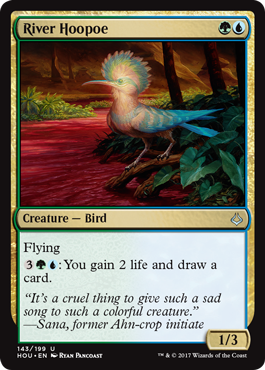 River Hoopoe
Creature — Bird
Flying
3: You gain 2 life and draw a
card.
“It’s a cruel thing to give such a sad
song to such a colorful creature.”
—Sana, former Ahn-crop initiate
1/3
143/199 U
HOU • EN Ryan Pancoast
™ & © 2017 Wizards of the Coast